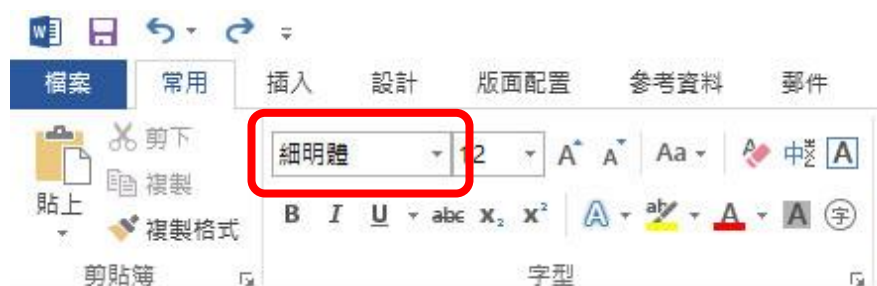 檔案 常用 插入 設計 版面配置 參考資料 郵件
剪下
複製
貼上
複製格式
剪貼簿
細明體 12 A A Aa 中 A
B I U abc X₂ X² A ab A A 字
字型